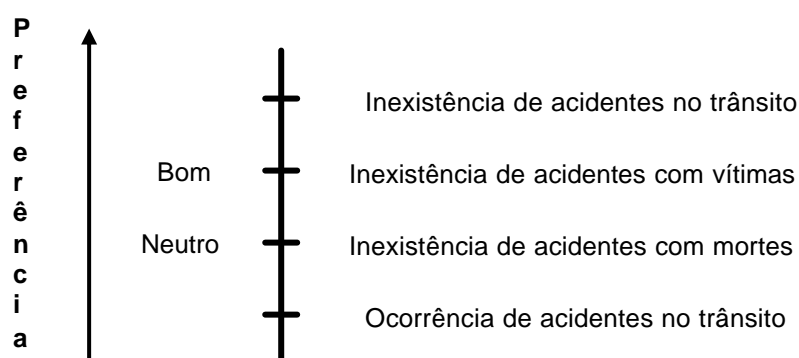 Preferência
Inexistência de acidentes no trânsito
Bom Inexistência de acidentes com vítimas
Neutro Inexistência de acidentes com mortes
Ocorrência de acidentes no trânsito